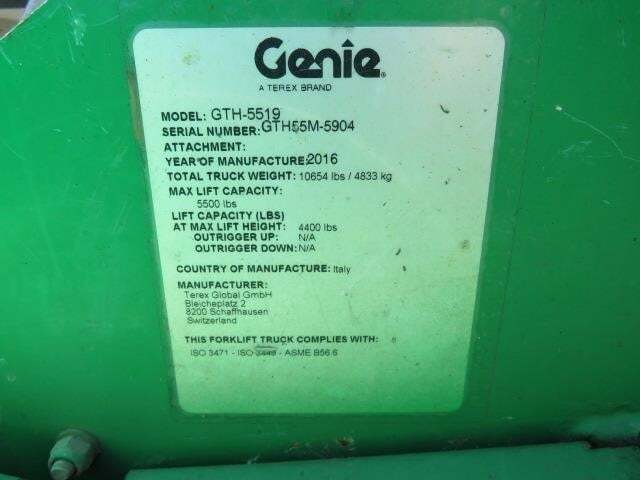 Genie®
A TEREX BRAND
MODEL: GTH-5519
SERIAL NUMBER: GTH55M-5904
ATTACHMENT:
YEAR OF MANUFACTURE: 2016
TOTAL TRUCK WEIGHT: 10654 lbs / 4833 kg
MAX LIFT CAPACITY:
5500 lbs
LIFT CAPACITY (LBS)
AT MAX LIFT HEIGHT: 4400 lbs
OUTRIGGER UP: N/A
OUTRIGGER DOWN: N/A
COUNTRY OF MANUFACTURE: Italy
MANUFACTURER:
Terex Global GmbH
Bleicheplatz 2
8200 Schaffhausen
Switzerland
THIS FORKLIFT TRUCK COMPLIES WITH:
ISO 3471 - ISO 3449 - ASME B56.6